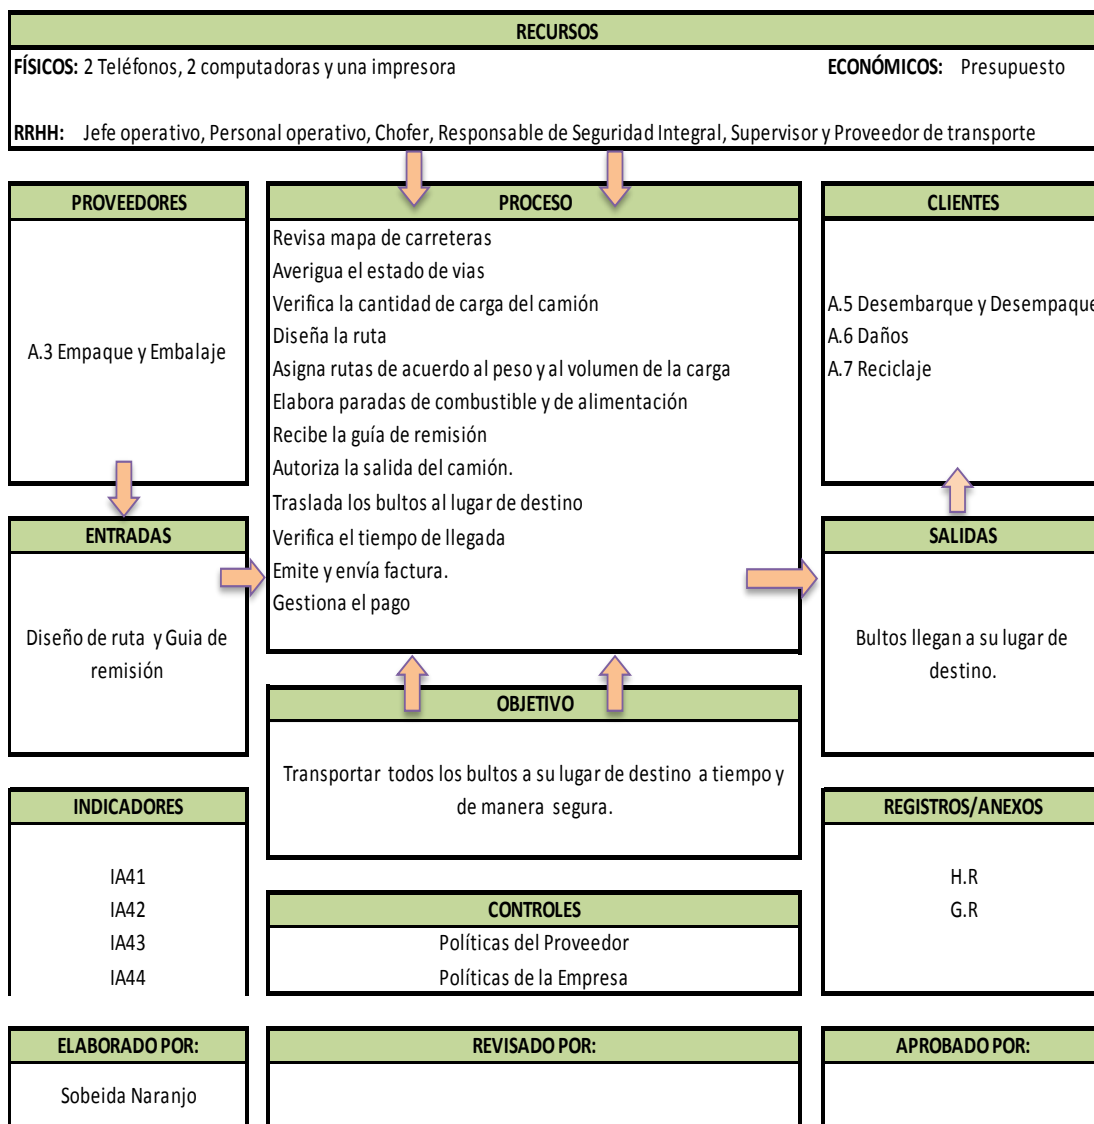 RECURSOS
FÍSICOS: 2 Teléfonos, 2 computadoras y una impresora
ECONÓMICOS: Presupuesto
RRHH: Jefe operativo, Personal operativo, Chofer, Responsable de Seguridad Integral, Supervisor y Proveedor de transporte
PROVEEDORES
A.3 Empaque y Embalaje
PROCESO
Revisa mapa de carreteras
Averigua el estado de vias
Verifica la cantidad de carga del camión
Diseña la ruta
Asigna rutas de acuerdo al peso y al volumen de la carga
Elabora paradas de combustible y de alimentación
Recibe la guía de remisión
Autoriza la salida del camión.
Traslada los bultos al lugar de destino
Verifica el tiempo de llegada
Emite y envía factura.
Gestiona el pago
CLIENTES
A.5 Desembarque y Desempaque
A.6 Daños
A.7 Reciclaje
ENTRADAS
Diseño de ruta y Guia de
remisión
SALIDAS
Bultos llegan a su lugar de
destino.
OBJETIVO
Transportar todos los bultos a su lugar de destino a tiempo y
de manera segura.
INDICADORES
IA41
IA42
IA43
IA44
CONTROLES
Políticas del Proveedor
Políticas de la Empresa
REGISTROS/ANEXOS
H.R
G.R
ELABORADO POR:
Sobeida Naranjo
REVISADO POR:
APROBADO POR: